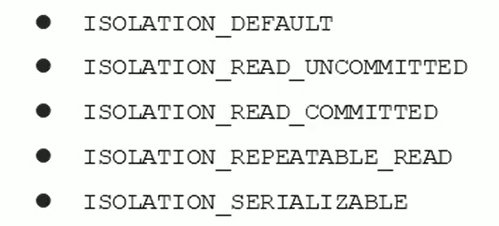 ● ISOLATION_DEFAULT
● ISOLATION_READ_UNCOMMITTED
● ISOLATION_READ_COMMITTED
● ISOLATION_REPEATABLE_READ
● ISOLATION_SERIALIZABLE